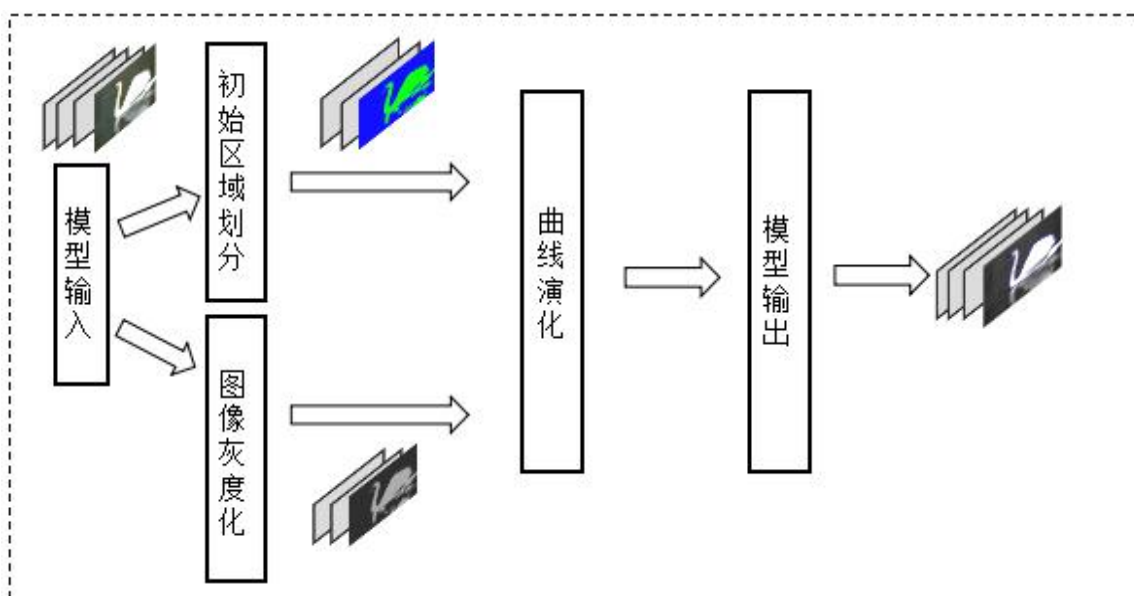 模型输入
初始区域划分
图像灰度化
曲线演化
模型输出